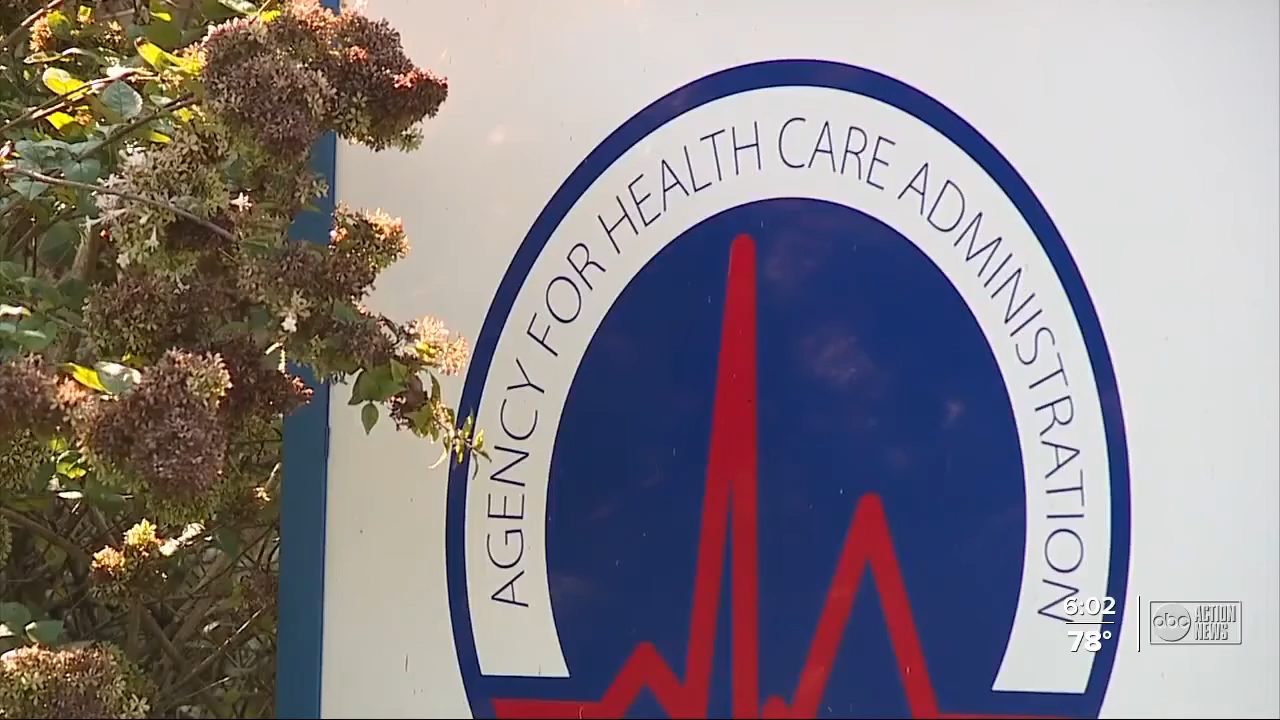 AGENCY FOR HEALTH CARE ADMINISTRATION
6:02
78°
abc
ACTION
NEWS